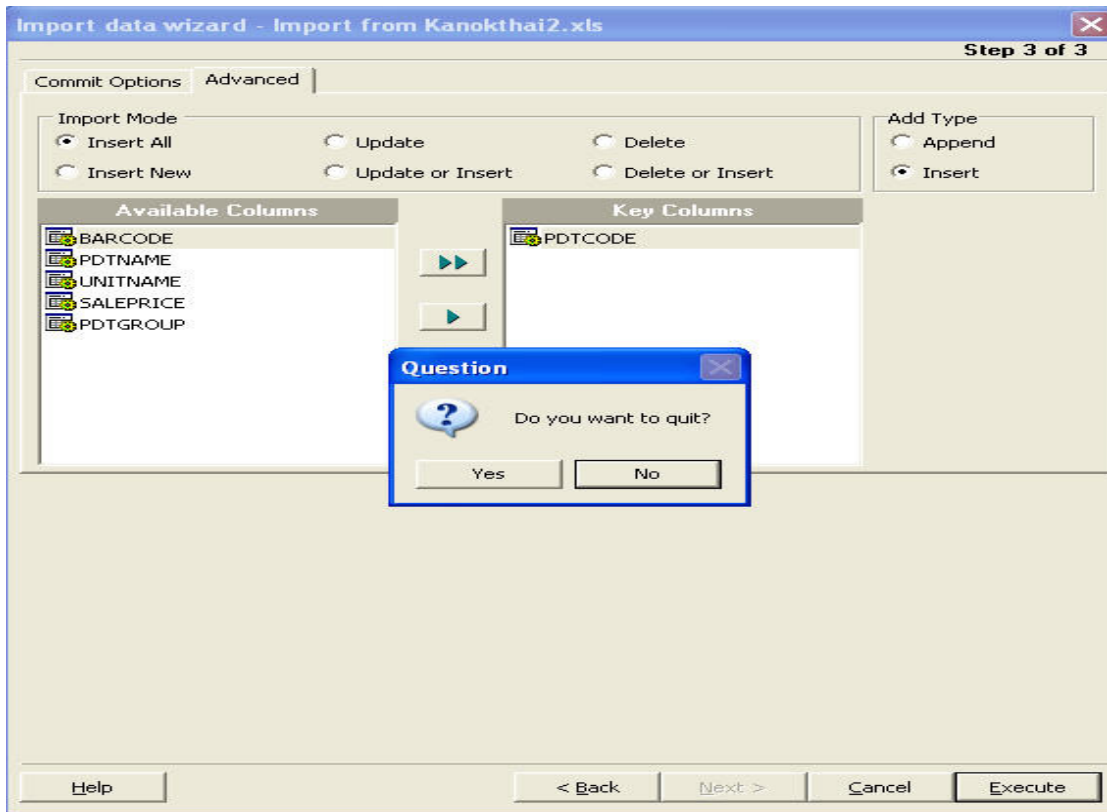 Import data wizard - Import from Kanokthai2.xls
Step 3 of 3
Commit Options Advanced
Import Mode
Insert All Update Delete
Insert New Update or Insert Delete or Insert
Add Type
Append
Insert
Available Columns
BARCODE
PDTNAME
UNITNAME
SALEPRICE
PDTGROUP
Key Columns
PDTCODE
Question
Do you want to quit?
Yes No
Help < Back Next > Cancel Execute